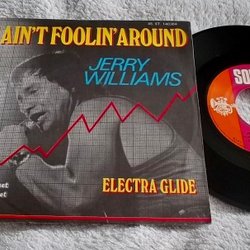 AIN'T FOOLIN' AROUND
JERRY WILLIAMS
ELECTRA GLIDE